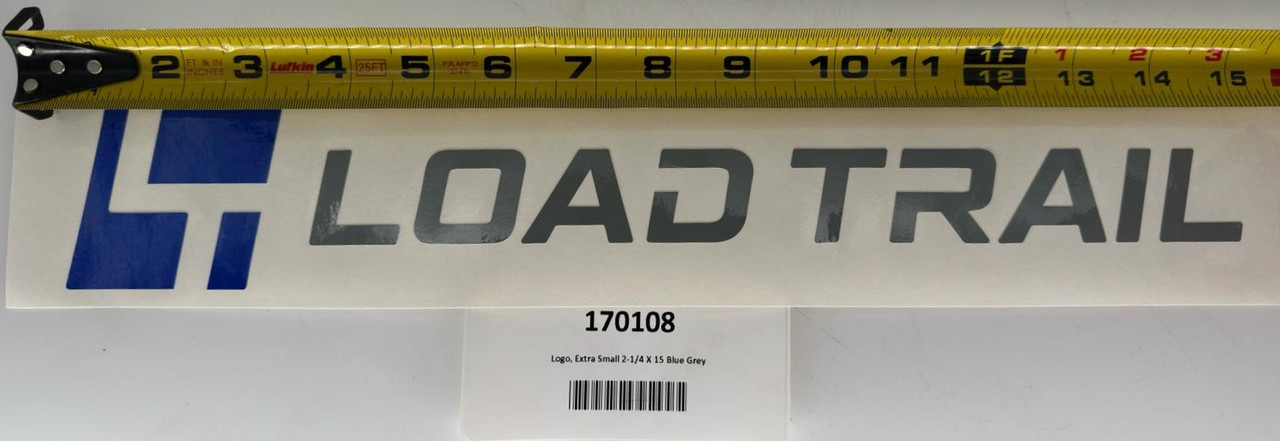 2 FT & IN INCHES 3 Lufkin 4 25FT 5 6 7 8 9 10 11 1F 1 2 3
12 13 14 15
LOAD TRAIL
170108
Logo, Extra Small 2-1/4 X 15 Blue Grey